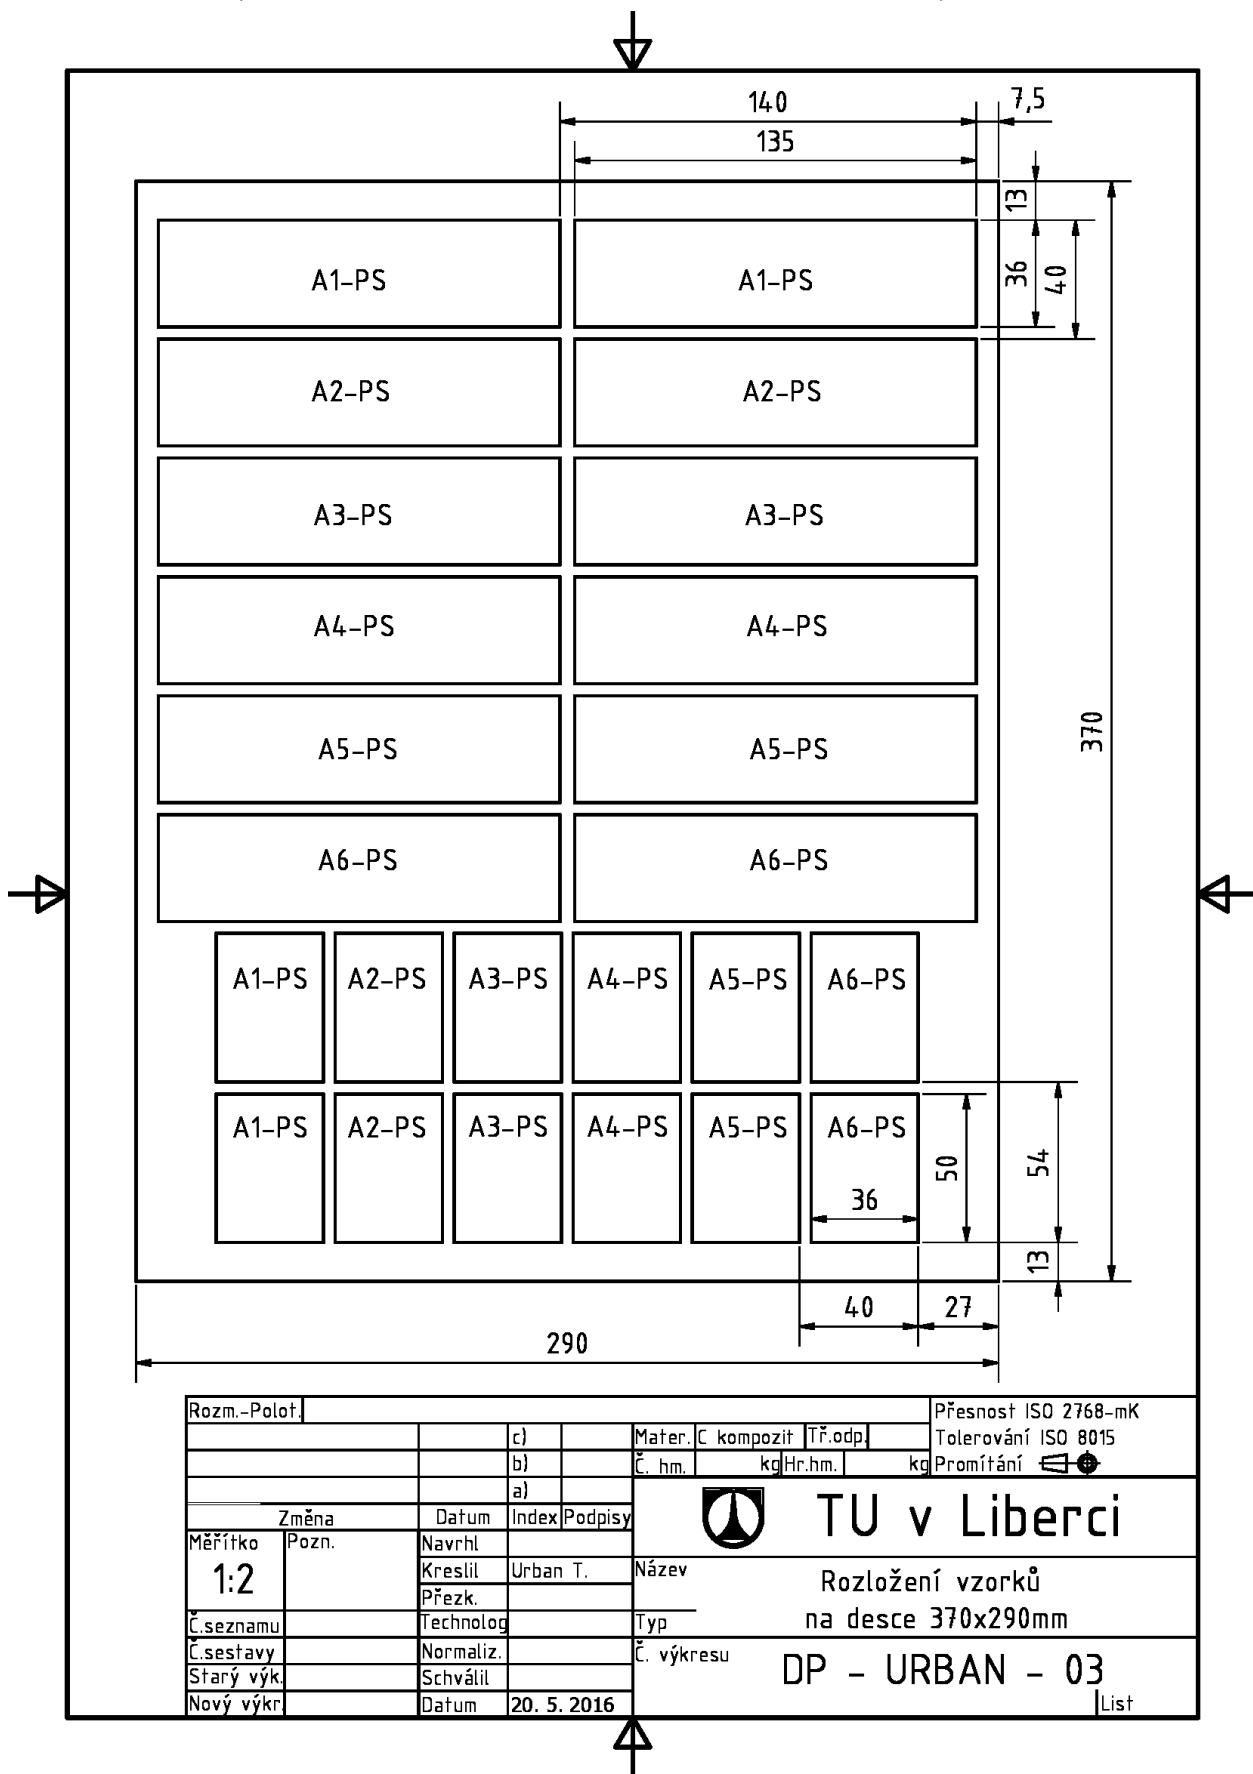 140 7,5
135
13
A1-PS A1-PS 36 40
A2-PS A2-PS
A3-PS A3-PS
A4-PS A4-PS
370
A5-PS A5-PS
A6-PS A6-PS
A1-PS A2-PS A3-PS A4-PS A5-PS A6-PS
A1-PS A2-PS A3-PS A4-PS A5-PS A6-PS
50 54
36
13
40 27
290
Rozm.-Polot. Přesnost ISO 2768-mK
c) Mater. C kompozit Tř.odp. Tolerování ISO 8015
b) Č. hm. kg Hr.hm. kg Promítání
a)
TU v Liberci
Změna Datum Index Podpisy
Měřítko Pozn. Navrhl
1:2 Kreslil Urban T. Název Rozložení vzorků
Přezk.
Č.seznamu Technolog Typ na desce 370x290mm
Č.sestavy Normaliz. Č. výkresu DP - URBAN - 03
Starý výk. Schválil
Nový výkr. Datum 20. 5. 2016 List